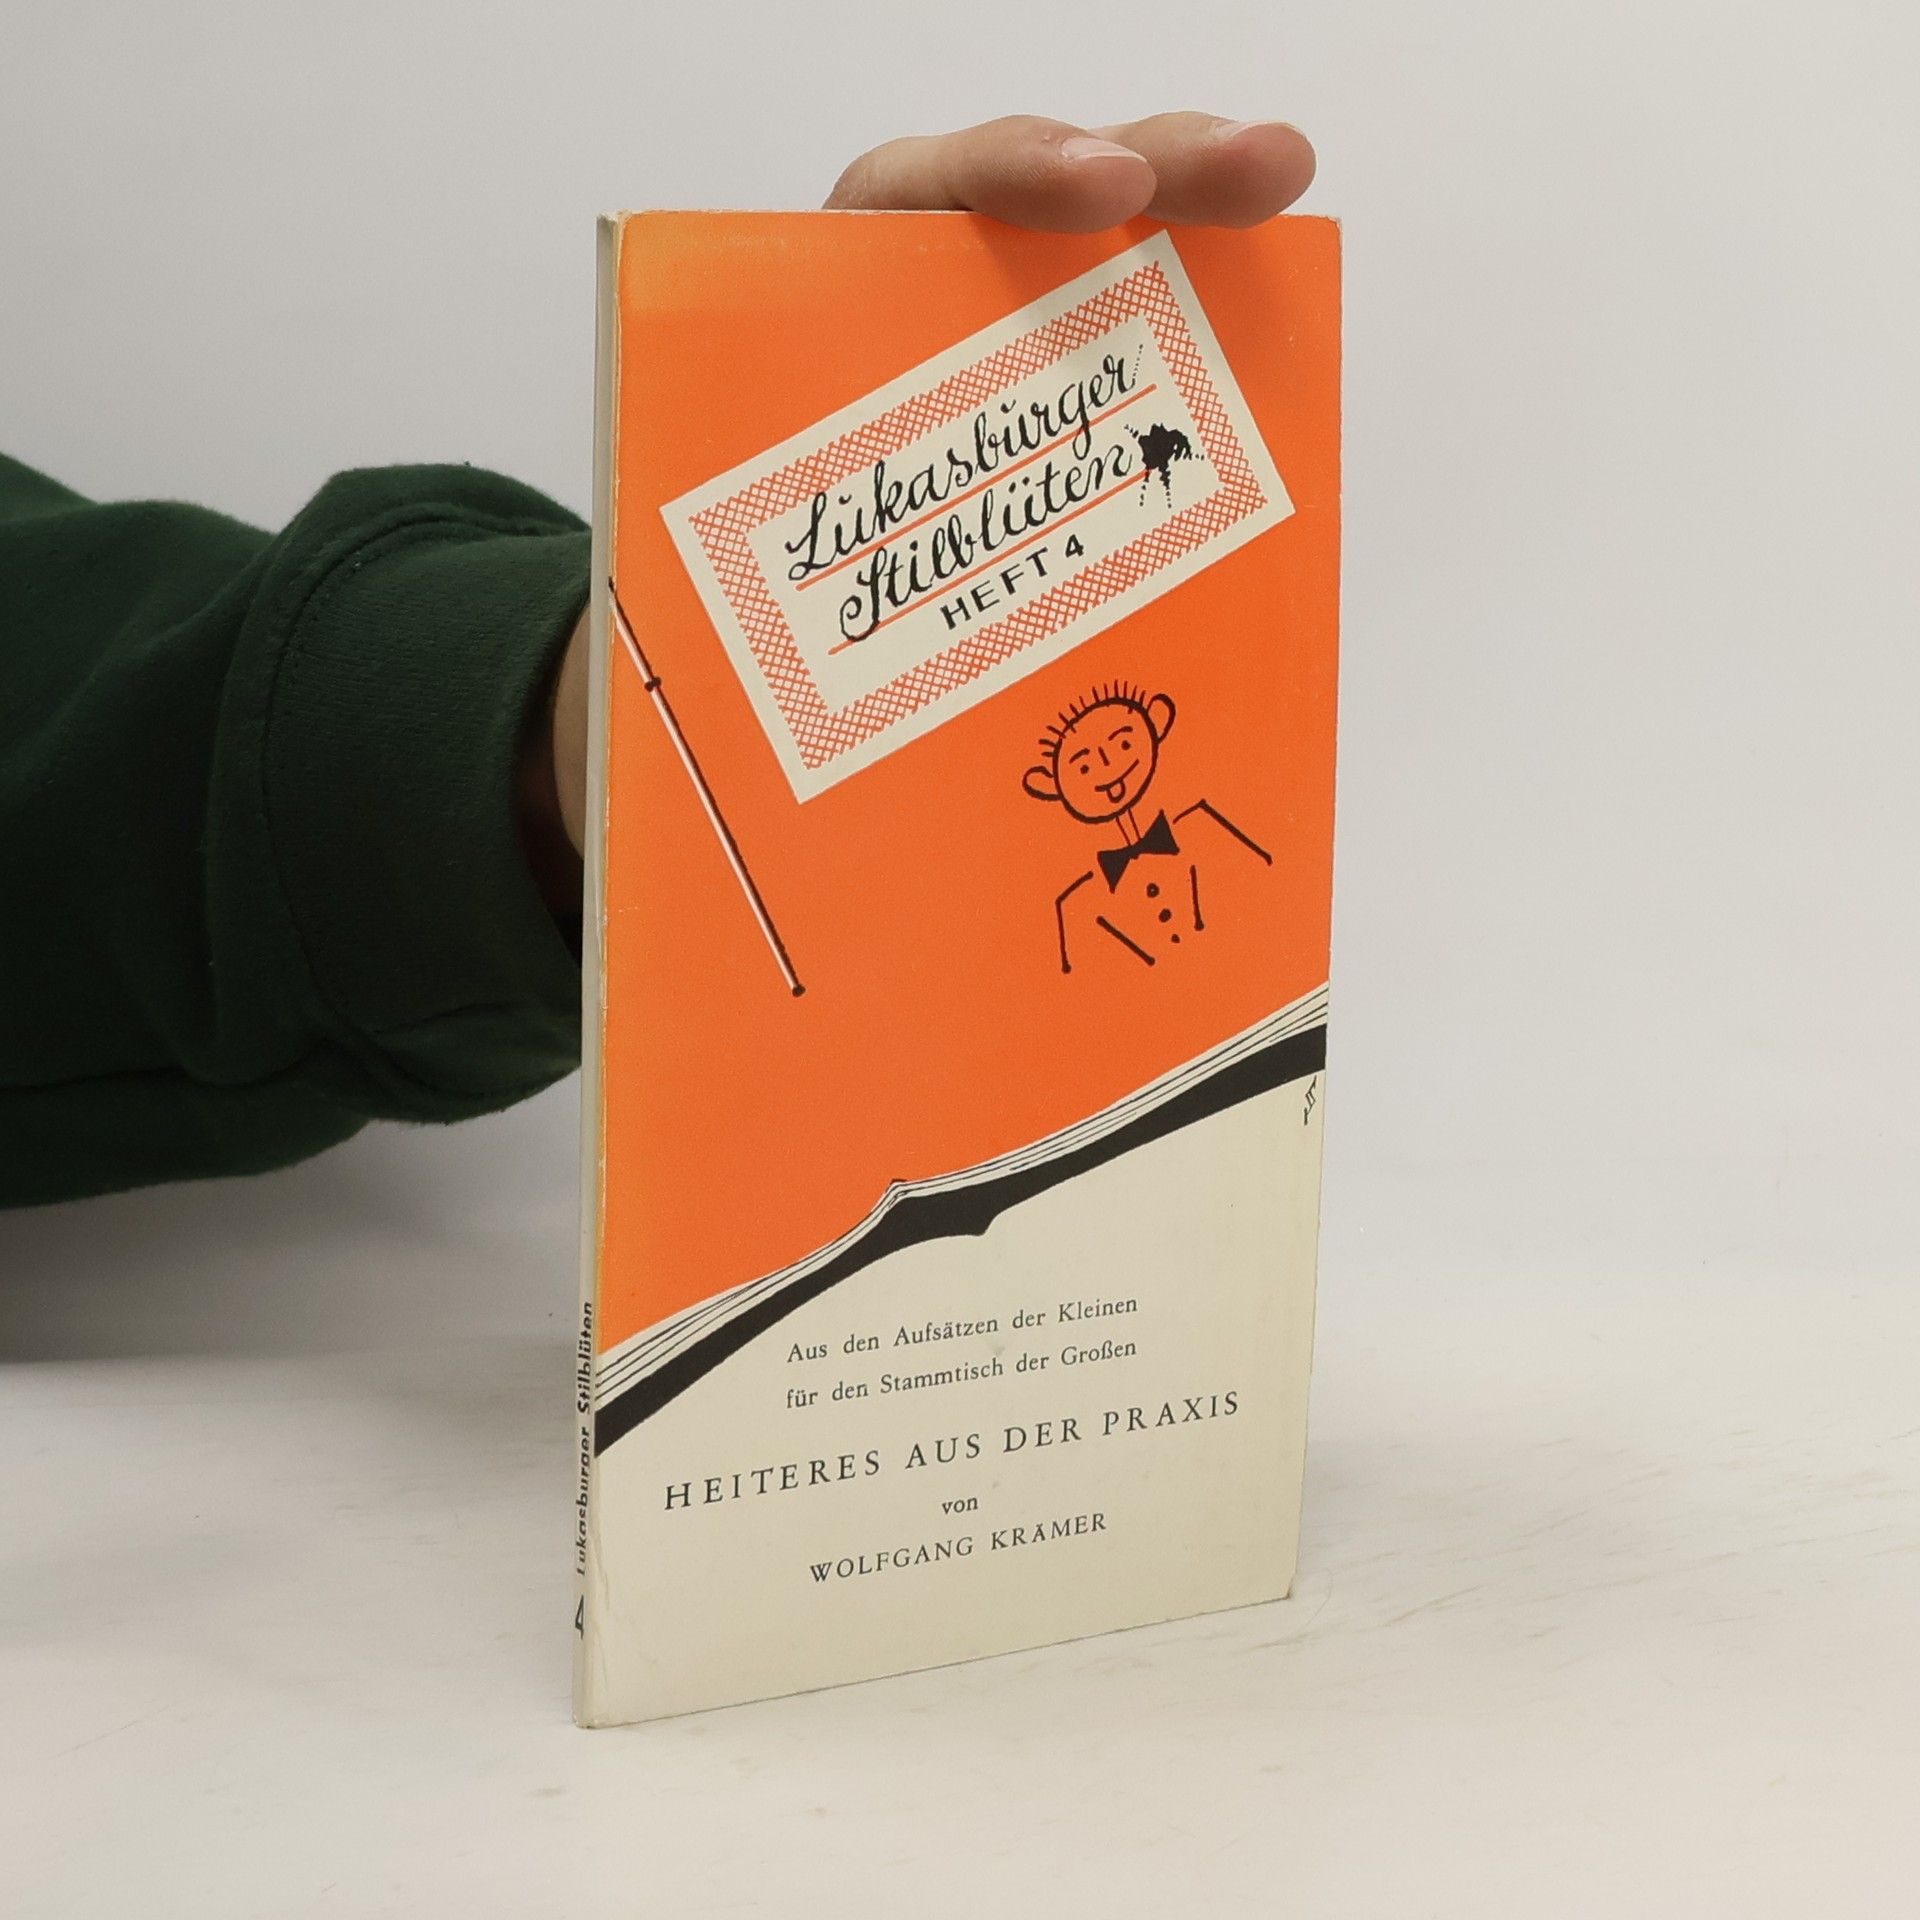 Lukasburger
Stilblüten
HEFT 4
Aus den Aufsätzen der Kleinen
für den Stammtisch der Großen
HEITERES AUS DER PRAXIS
von
WOLFGANG KRÄMER
4 Lukasburger Stilblüten